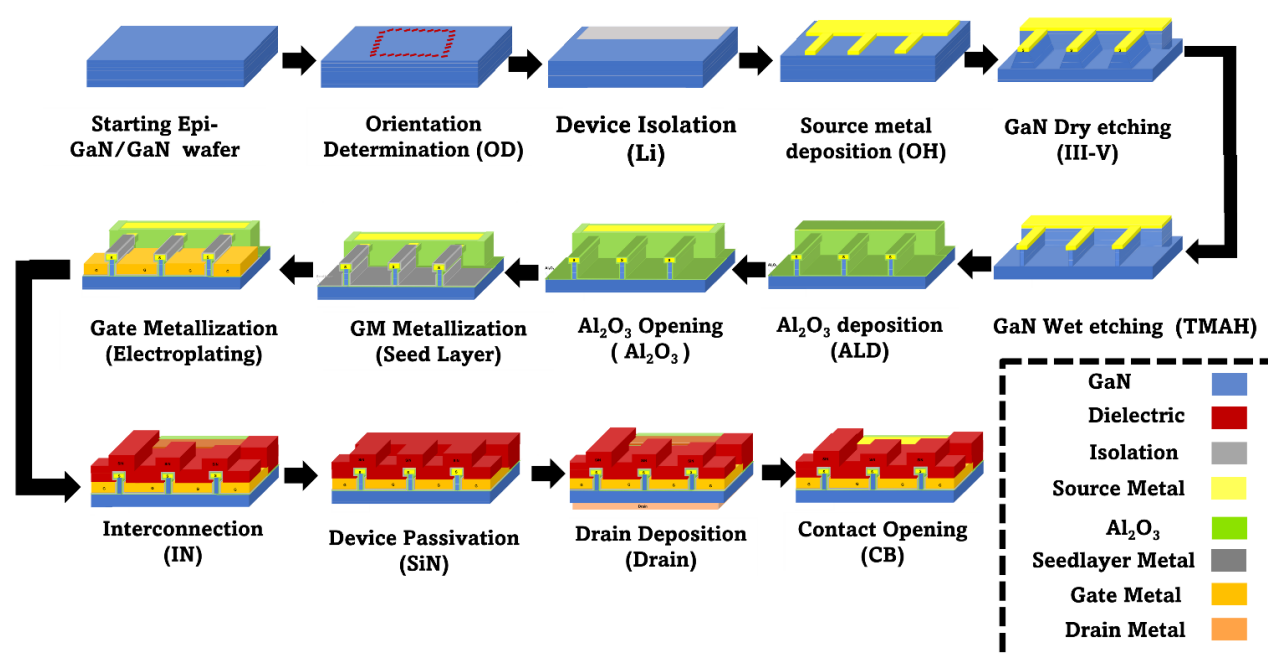 Starting Epi-
GaN/GaN wafer
Orientation
Determination (OD)
Device Isolation
(Li)
Source metal
deposition (OH)
GaN Dry etching
(III-V)
Gate Metallization
(Electroplating)
GM Metallization
(Seed Layer)
Al₂O₃ Opening
( Al₂O₃ )
Al₂O₃ deposition
(ALD)
GaN Wet etching (TMAH)
Interconnection
(IN)
Device Passivation
(SiN)
Drain
Drain Deposition
(Drain)
Contact Opening
(CB)
GaN
Dielectric
Isolation
Source Metal
Al₂O₃
Seedlayer Metal
Gate Metal
Drain Metal